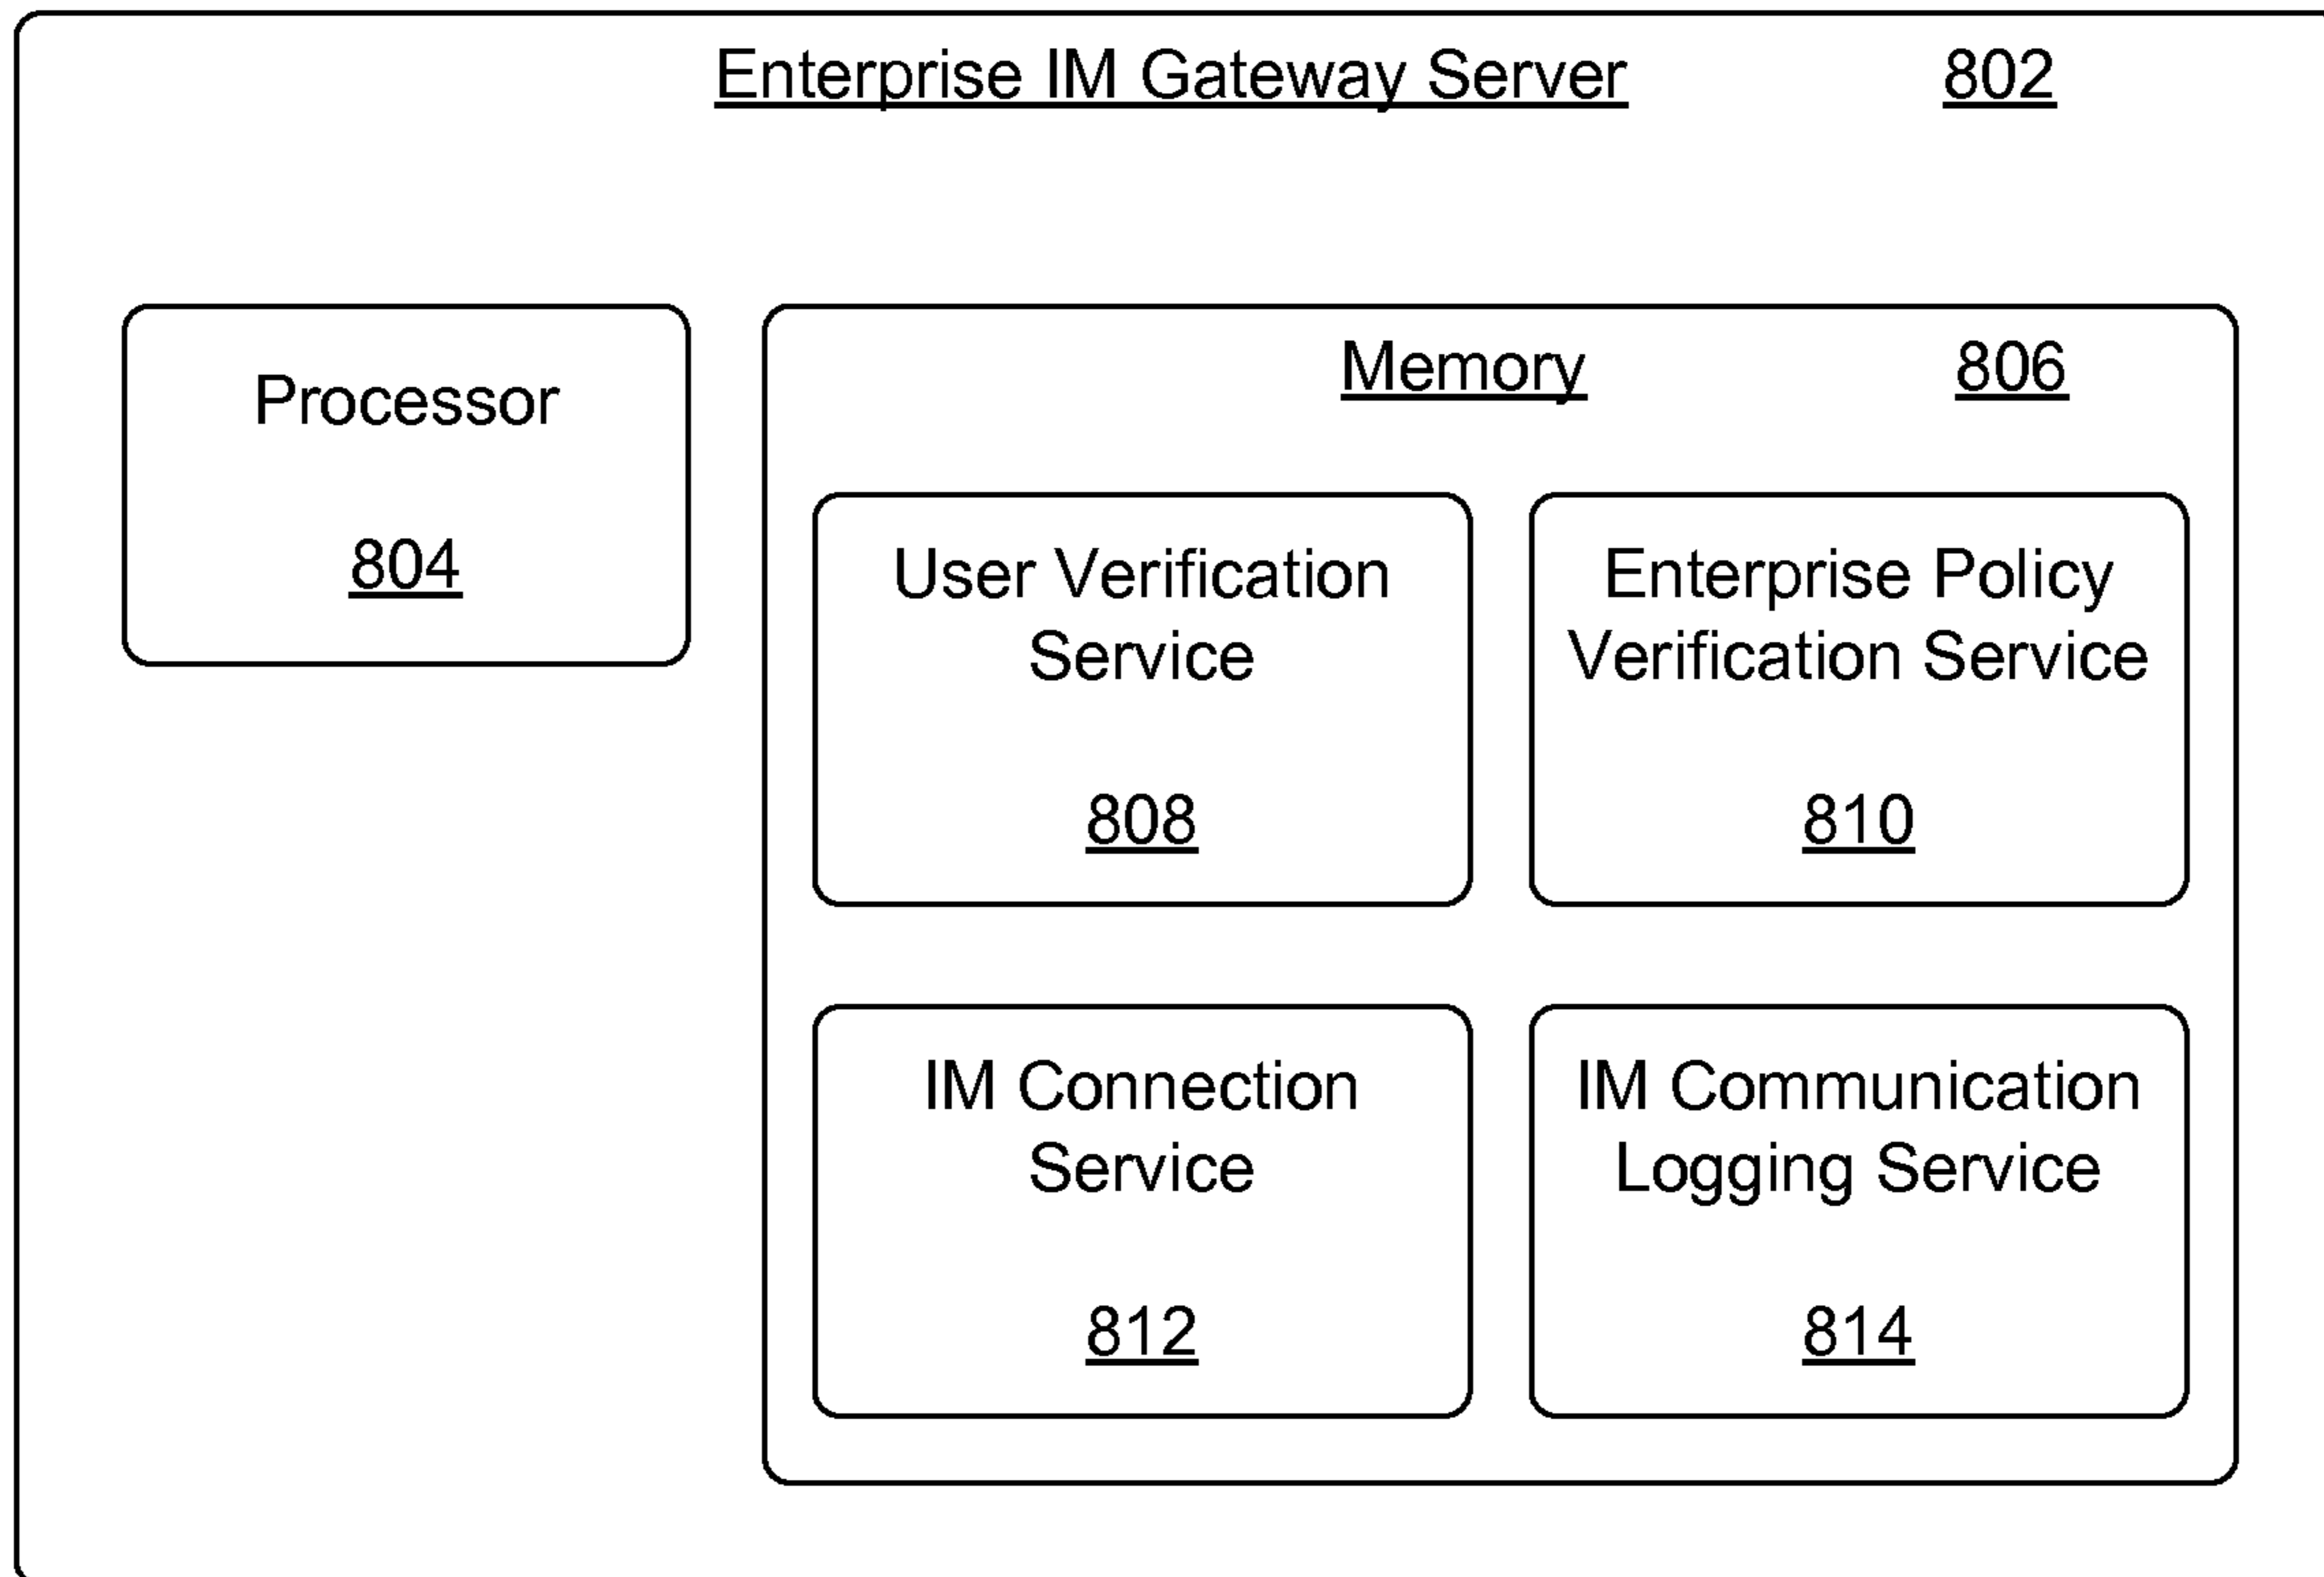 Enterprise IM Gateway Server 802
Processor
804
Memory 806
User Verification
Service
808
Enterprise Policy
Verification Service
810
IM Connection
Service
812
IM Communication
Logging Service
814